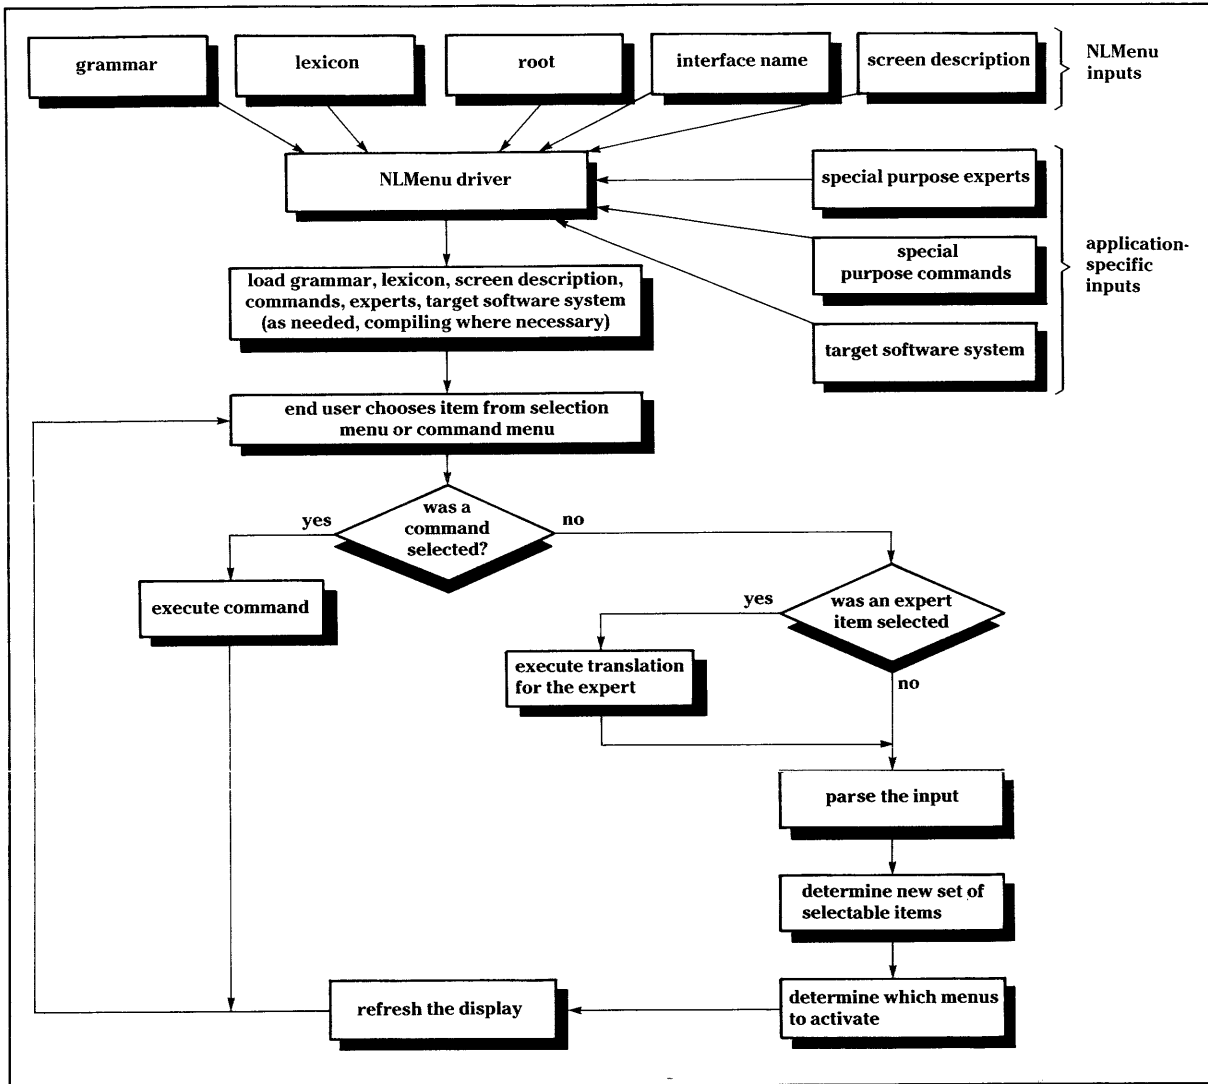 grammar
lexicon
root
interface name
screen description
NLMenu
inputs
NLMenu driver
special purpose experts
special
purpose commands
target software system
application-
specific
inputs
load grammar, lexicon, screen description,
commands, experts, target software system
(as needed, compiling where necessary)
end user chooses item from selection
menu or command menu
was a
command
selected?
yes
no
execute command
was an expert
item selected
yes
no
execute translation
for the expert
parse the input
determine new set of
selectable items
determine which menus
to activate
refresh the display